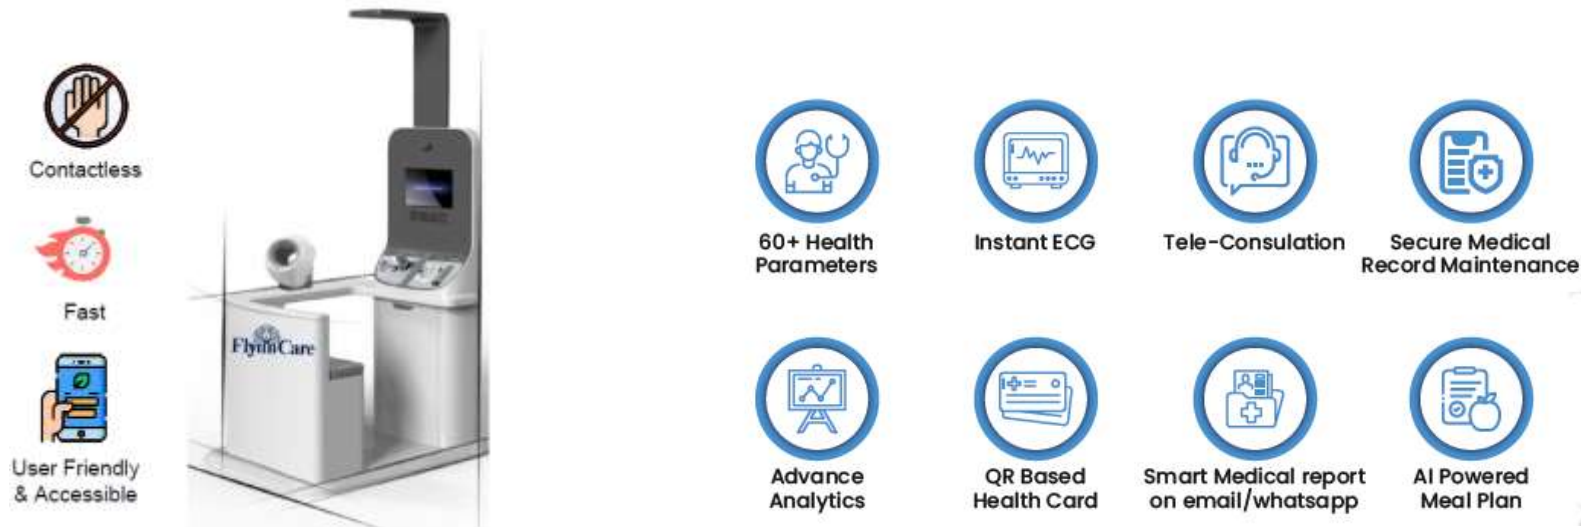 Contactless
Fast
User Friendly
& Accessible
FlynnCare
60+ Health
Parameters
Instant ECG
Tele-Consulation
Secure Medical
Record Maintenance
Advance
Analytics
QR Based
Health Card
Smart Medical report
on email/whatsapp
AI Powered
Meal Plan